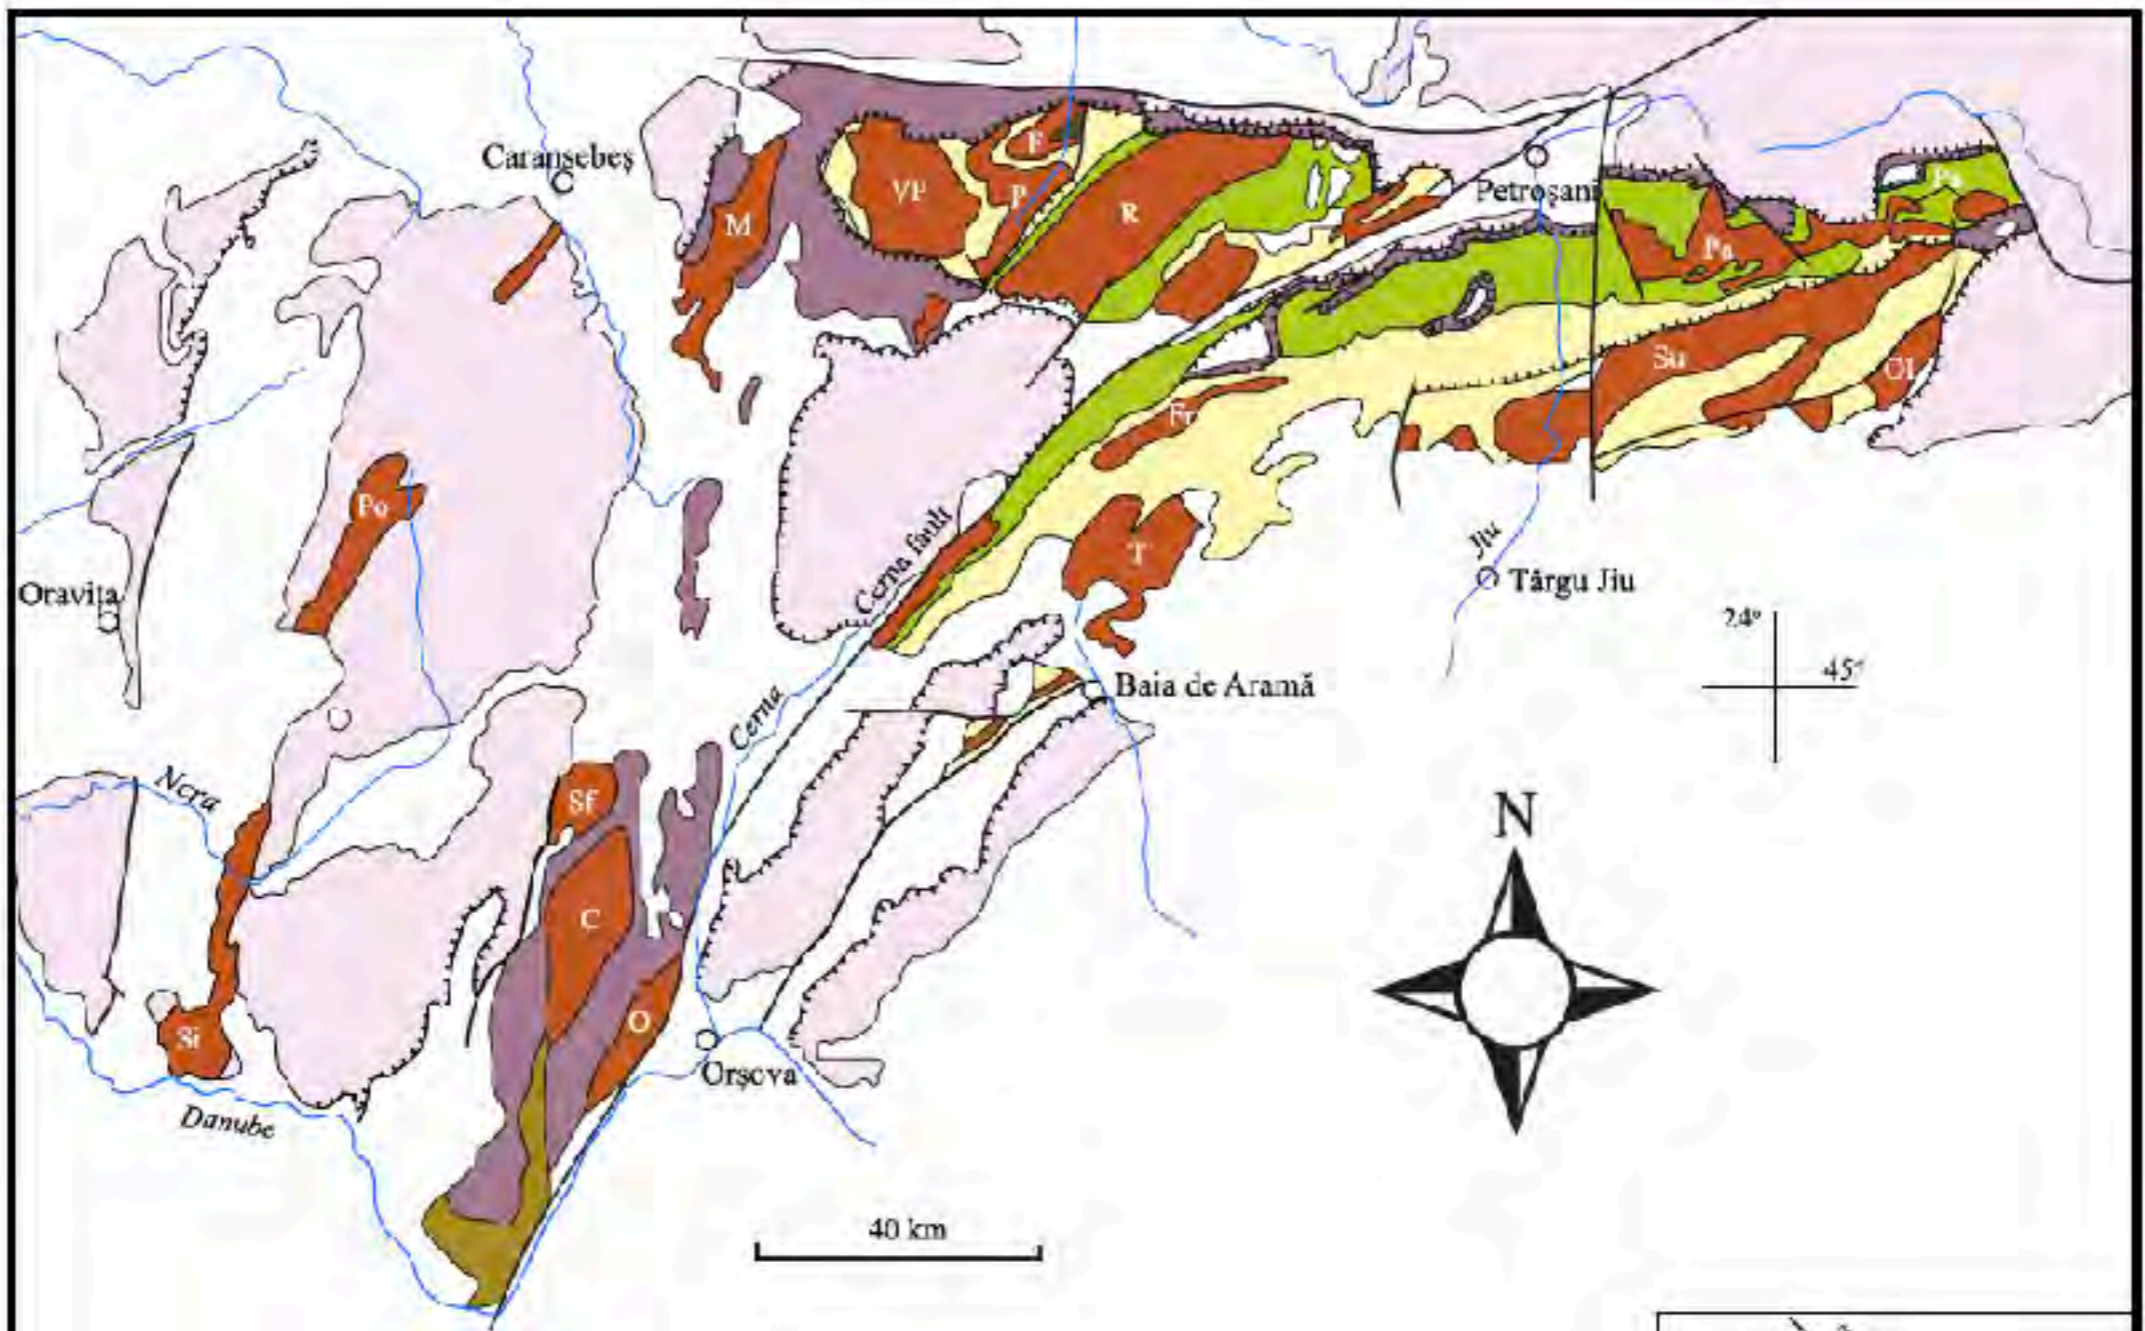 Caransebeş
F
VP
P
M
R
Petroşani
Pa
Pa
Su
OL
Fr
Po
Cerna fault
T
Jiu
Oraviţa
Târgu Jiu
24°
45°
Baia de Aramă
Cerna
Nera
Sf
N
C
Si
O
Orşova
Danube
40 km